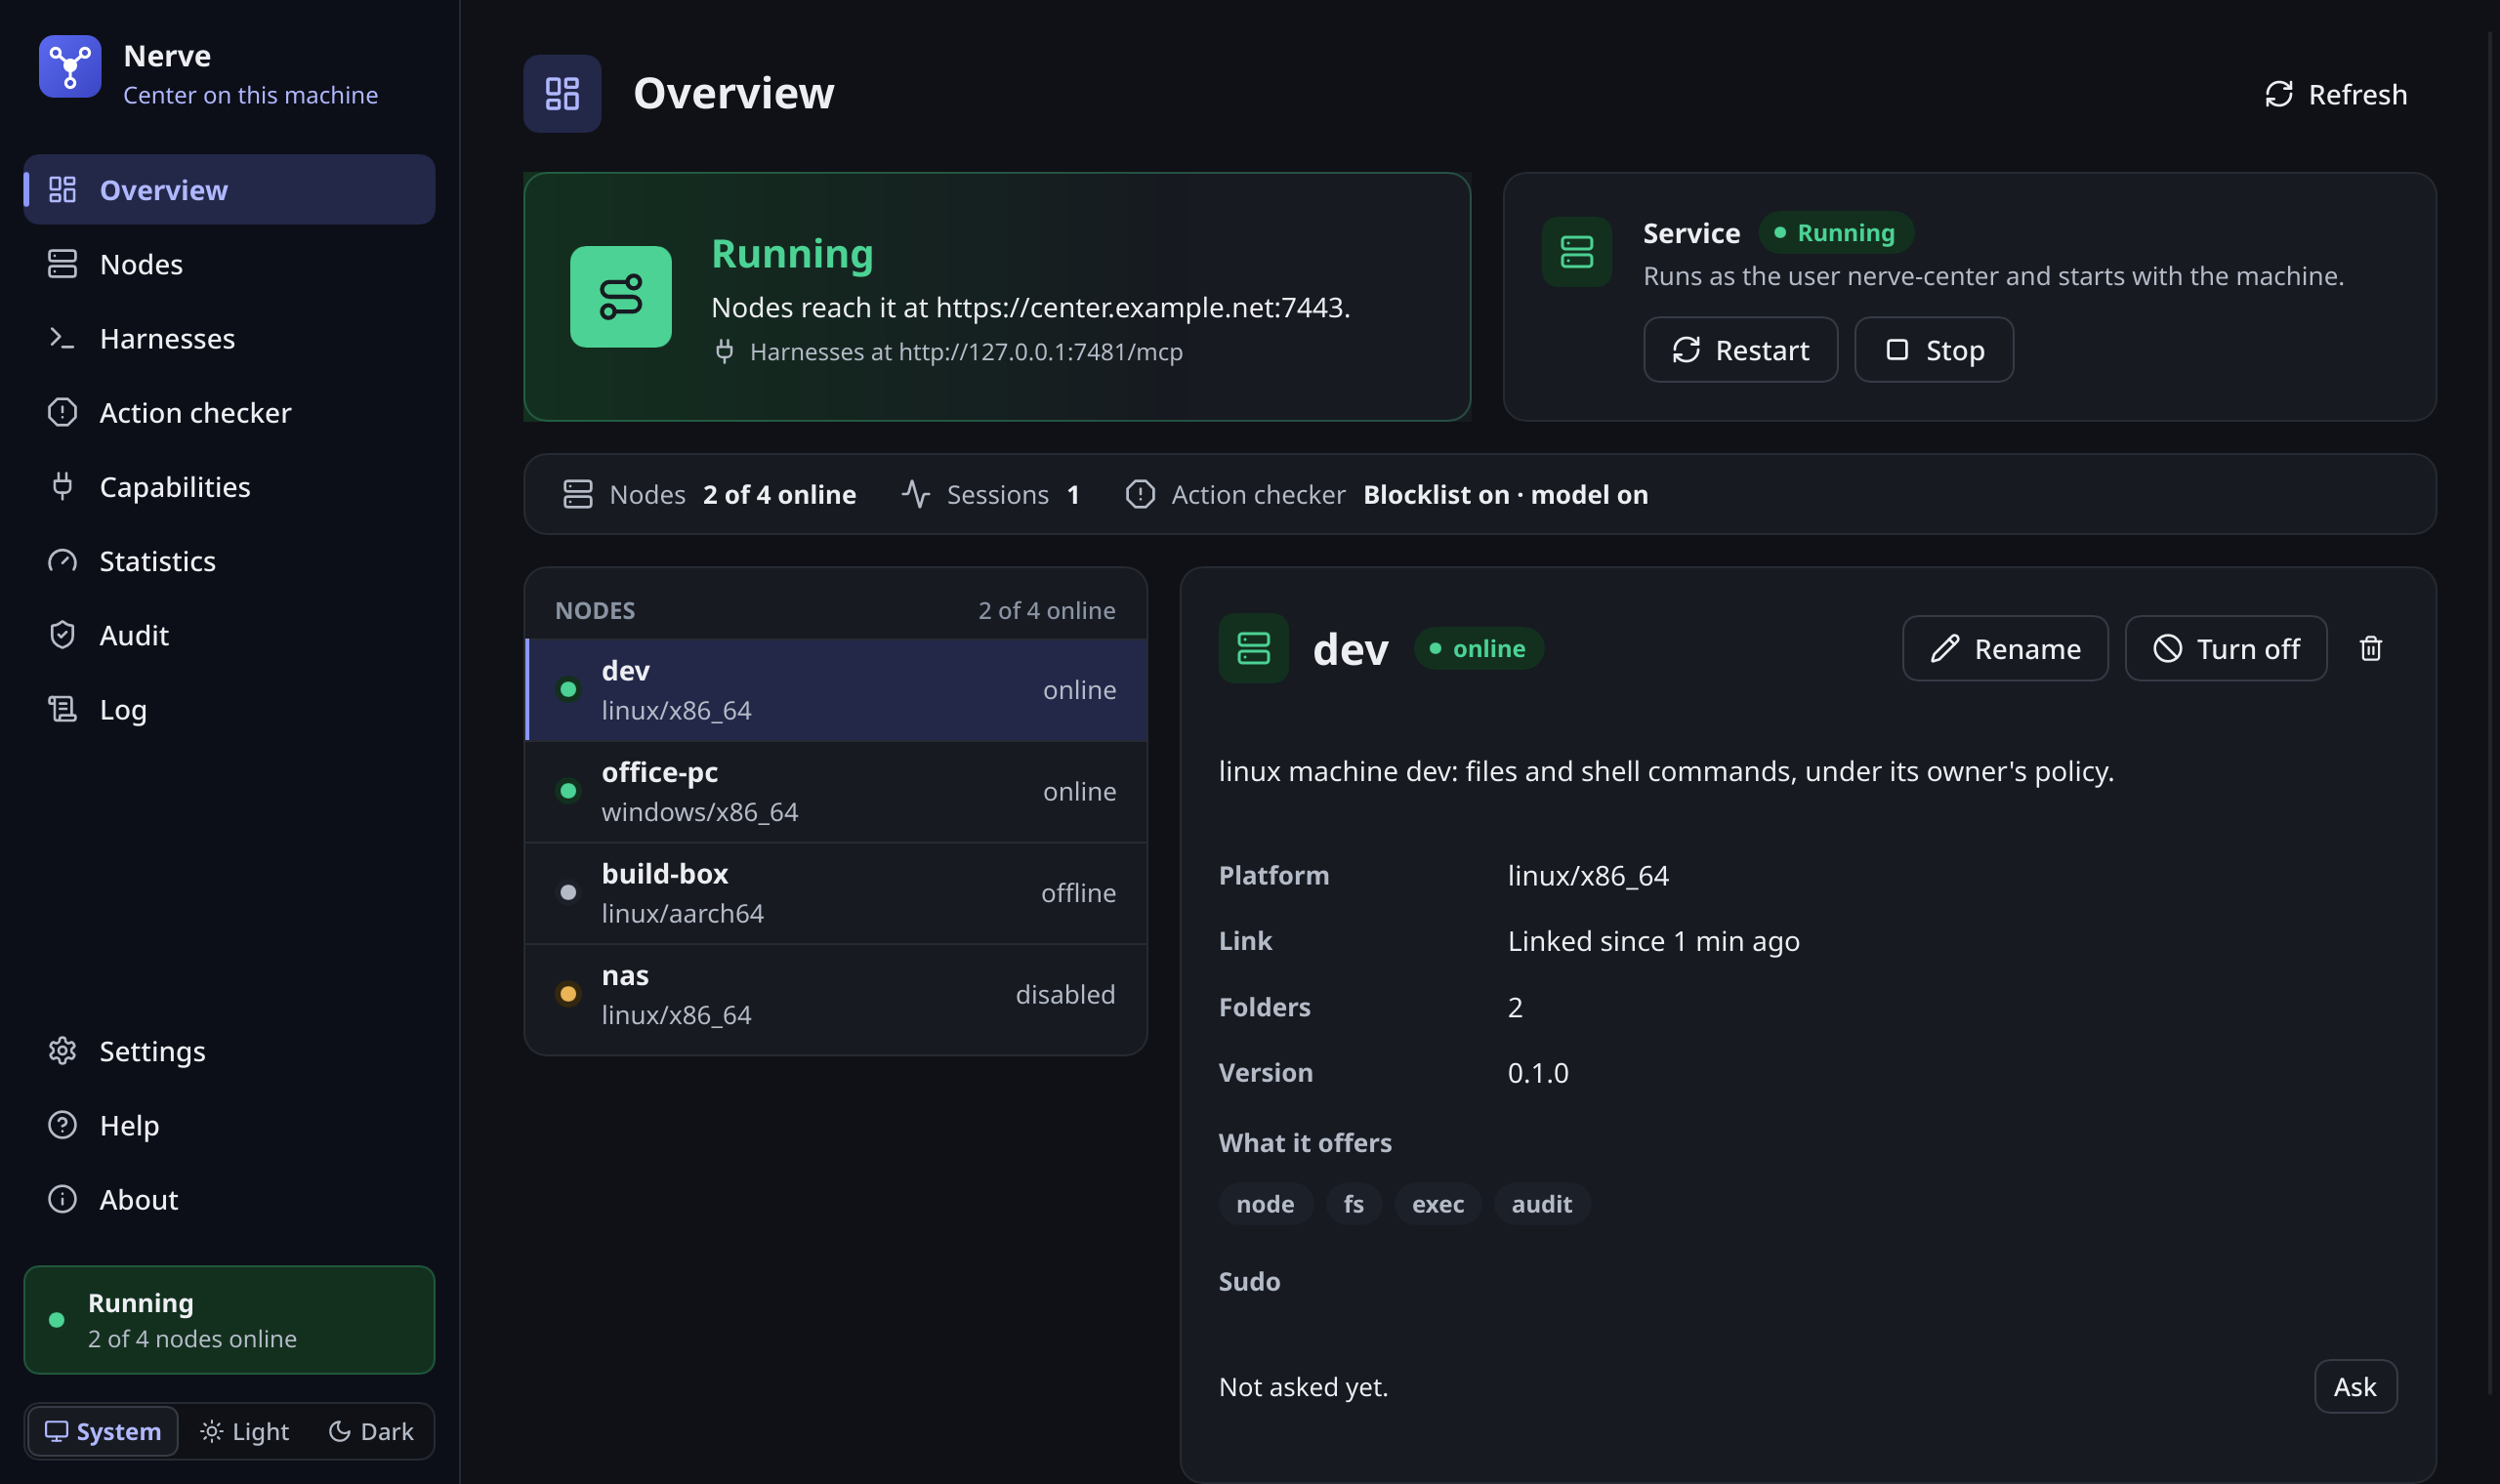 Nerve
Center on this machine
Overview
Nodes
Harnesses
Action checker
Capabilities
Statistics
Audit
Log
Settings
Help
About
Running
2 of 4 nodes online
System Light Dark
Overview
Refresh
Running
Nodes reach it at https://center.example.net:7443.
Harnesses at http://127.0.0.1:7481/mcp
Service Running
Runs as the user nerve-center and starts with the machine.
Restart Stop
Nodes 2 of 4 online Sessions 1 Action checker Blocklist on · model on
NODES 2 of 4 online
dev
linux/x86_64
online
office-pc
windows/x86_64
online
build-box
linux/aarch64
offline
nas
linux/x86_64
disabled
dev online
Rename Turn off
linux machine dev: files and shell commands, under its owner's policy.
Platform linux/x86_64
Link Linked since 1 min ago
Folders 2
Version 0.1.0
What it offers
node fs exec audit
Sudo
Not asked yet. Ask